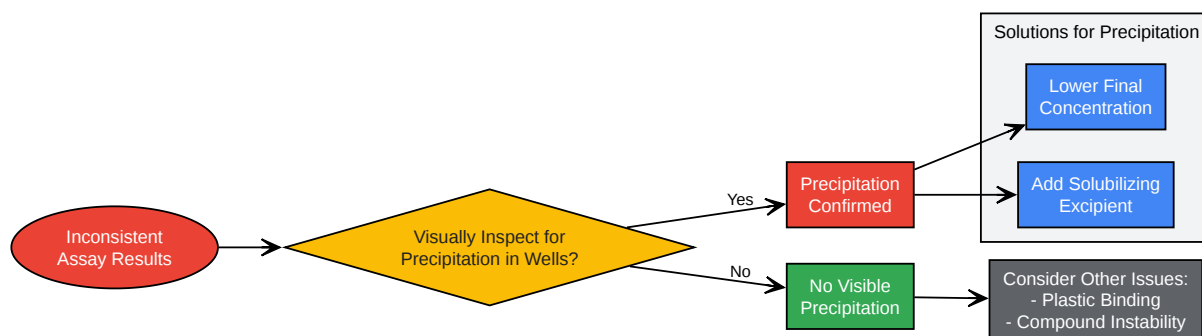 Inconsistent
Assay Results
Visually Inspect for
Precipitation in Wells?
Yes
Precipitation
Confirmed
Solutions for Precipitation
Lower Final
Concentration
Add Solubilizing
Excipient
No
No Visible
Precipitation
Consider Other Issues:
- Plastic Binding
- Compound Instability